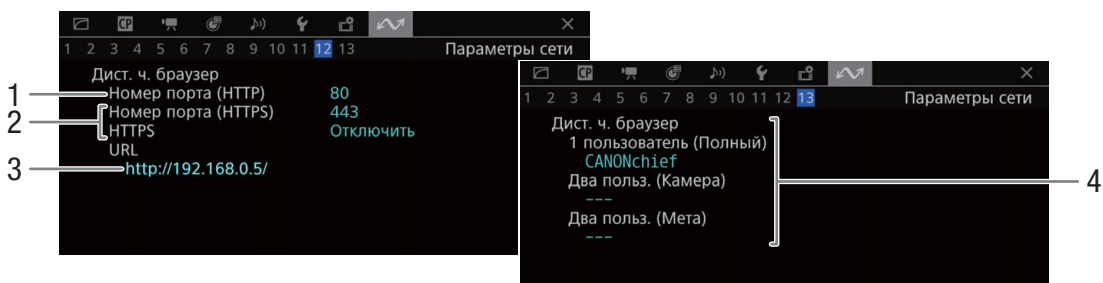 CP
×
1 2 3 4 5 6 7 8 9 10 11 12 13 Параметры сети
Дист. ч. браузер
1 Номер порта (HTTP) 80
2 Номер порта (HTTPS) 443
HTTPS Отключить
URL
3 http://192.168.0.5/
CP
×
1 2 3 4 5 6 7 8 9 10 11 12 13 Параметры сети
Дист. ч. браузер
1 пользователь (Полный)
CANONchief
Два польз. (Камера)
---
Два польз. (Мета)
---
4